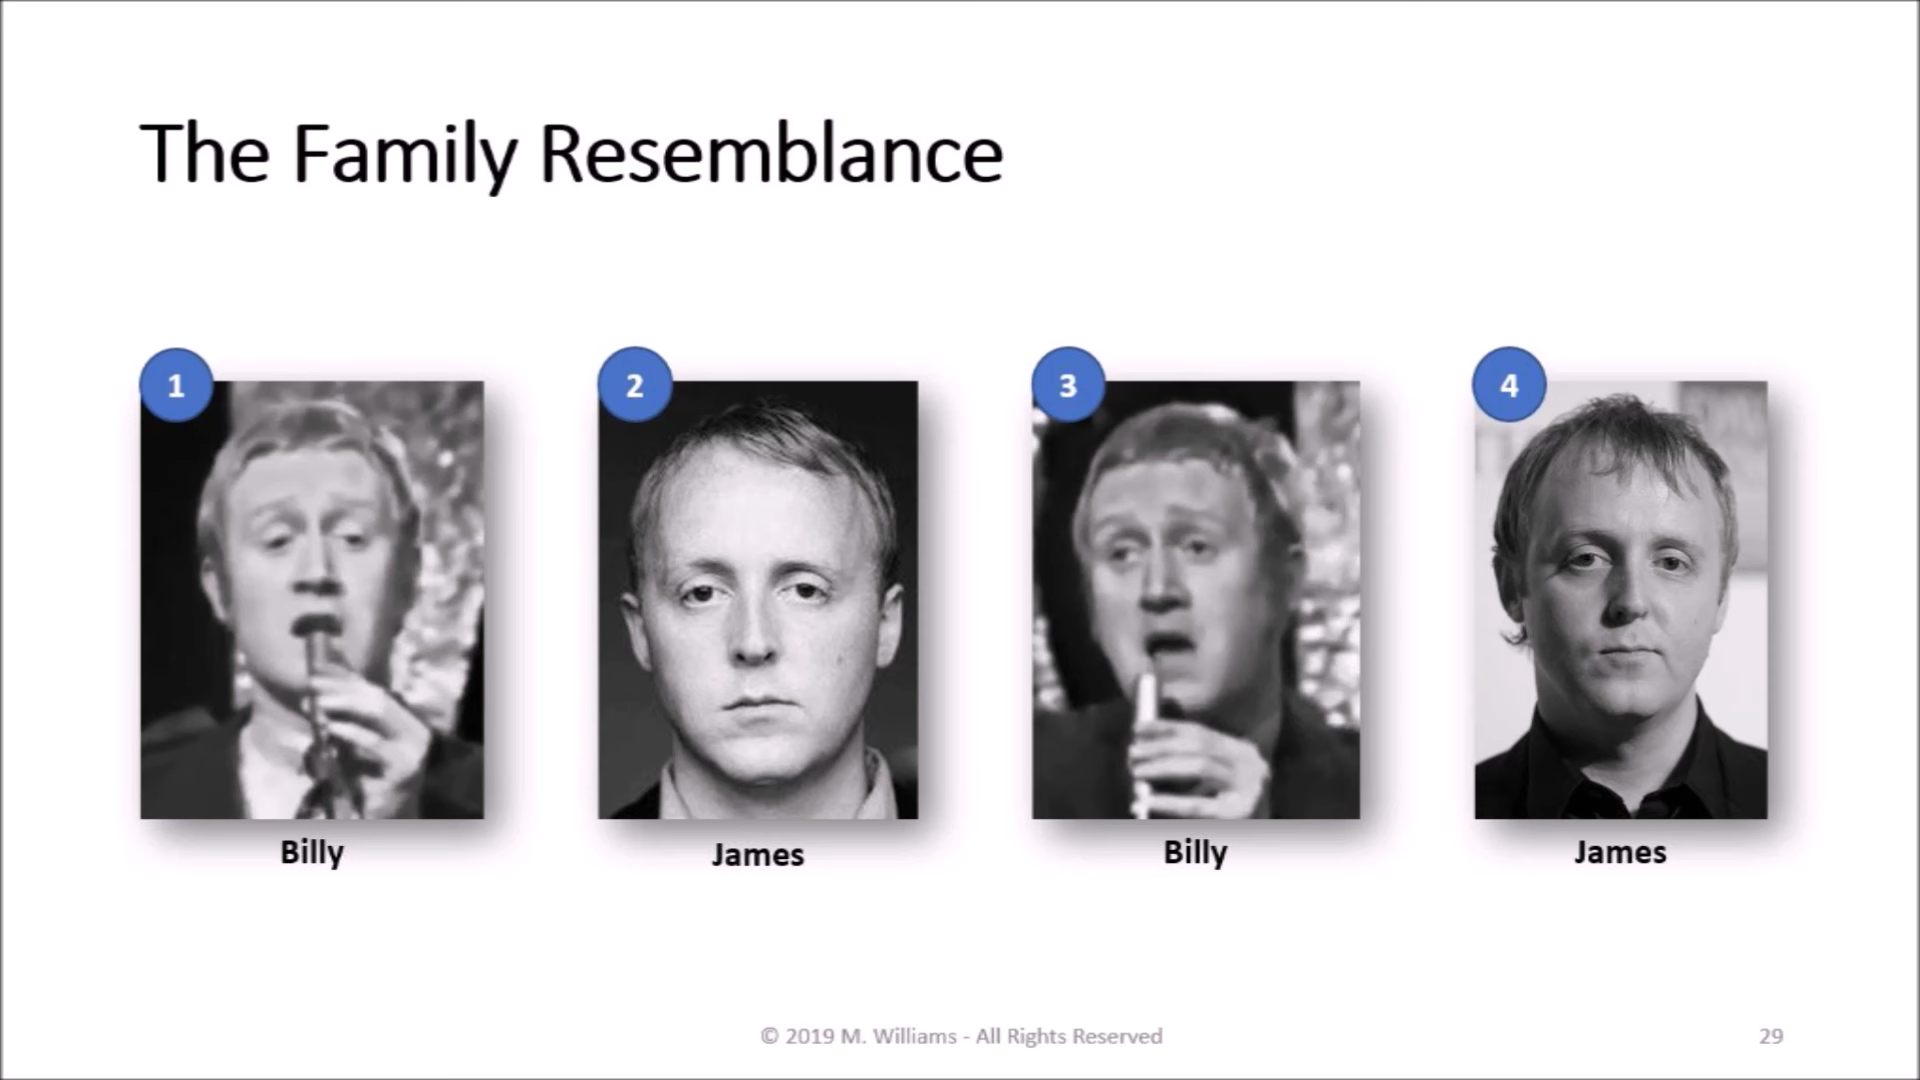 The Family Resemblance
1
2
3
4
Billy
James
Billy
James
© 2019 M. Williams - All Rights Reserved
29